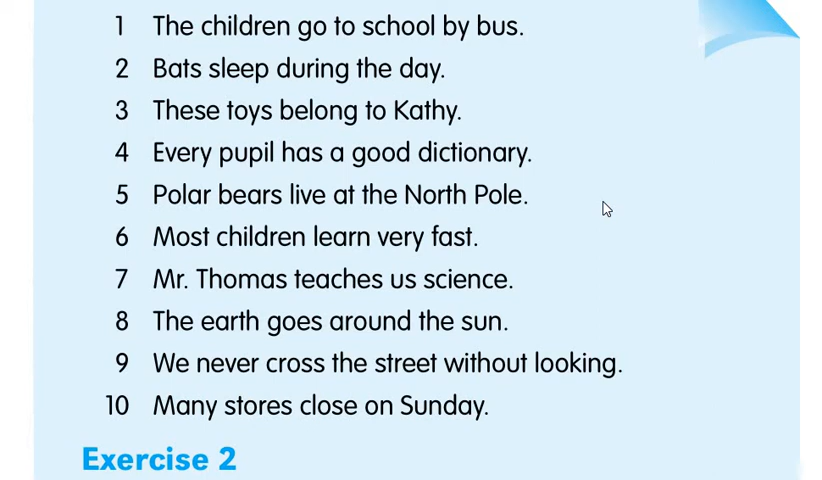 1 The children go to school by bus.
2 Bats sleep during the day.
3 These toys belong to Kathy.
4 Every pupil has a good dictionary.
5 Polar bears live at the North Pole.
6 Most children learn very fast.
7 Mr. Thomas teaches us science.
8 The earth goes around the sun.
9 We never cross the street without looking.
10 Many stores close on Sunday.
Exercise 2